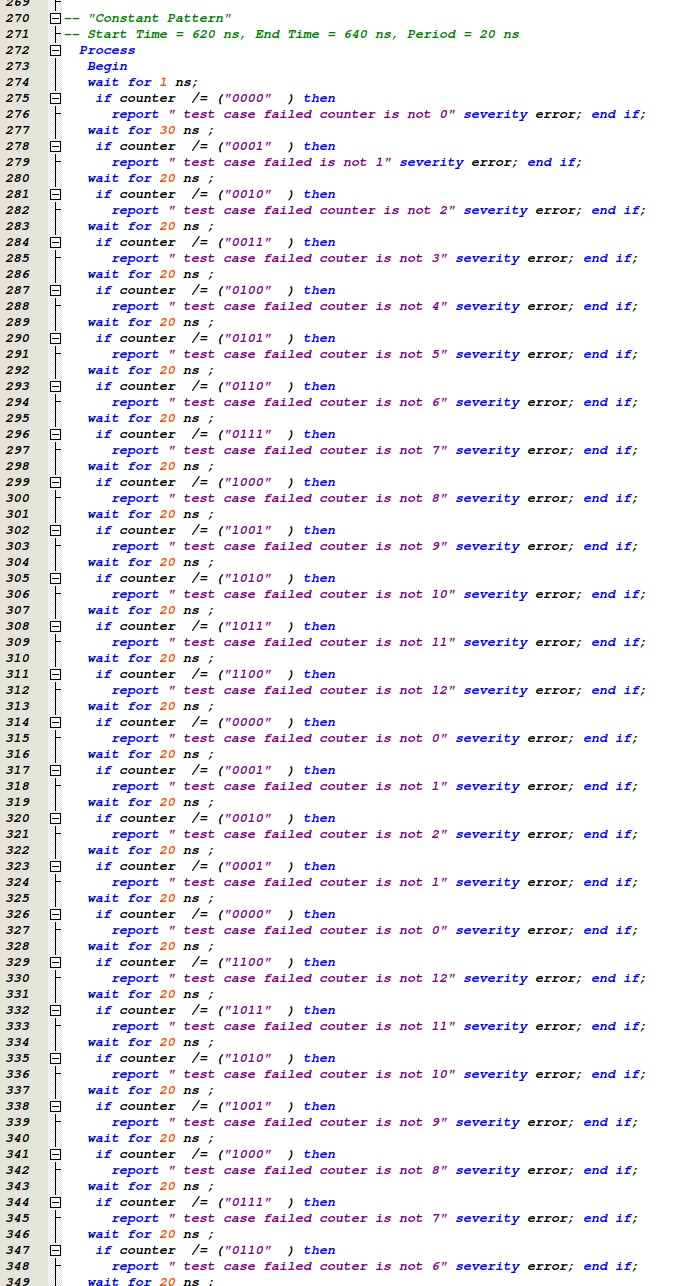 269
270 -- "Constant Pattern"
271 -- Start Time = 620 ns, End Time = 640 ns, Period = 20 ns
272 Process
273 Begin
274 wait for 1 ns;
275 if counter /= ("0000" ) then
276 report " test case failed counter is not 0" severity error; end if;
277 wait for 30 ns ;
278 if counter /= ("0001" ) then
279 report " test case failed is not 1" severity error; end if;
280 wait for 20 ns ;
281 if counter /= ("0010" ) then
282 report " test case failed counter is not 2" severity error; end if;
283 wait for 20 ns ;
284 if counter /= ("0011" ) then
285 report " test case failed couter is not 3" severity error; end if;
286 wait for 20 ns ;
287 if counter /= ("0100" ) then
288 report " test case failed couter is not 4" severity error; end if;
289 wait for 20 ns ;
290 if counter /= ("0101" ) then
291 report " test case failed couter is not 5" severity error; end if;
292 wait for 20 ns ;
293 if counter /= ("0110" ) then
294 report " test case failed couter is not 6" severity error; end if;
295 wait for 20 ns ;
296 if counter /= ("0111" ) then
297 report " test case failed couter is not 7" severity error; end if;
298 wait for 20 ns ;
299 if counter /= ("1000" ) then
300 report " test case failed couter is not 8" severity error; end if;
301 wait for 20 ns ;
302 if counter /= ("1001" ) then
303 report " test case failed couter is not 9" severity error; end if;
304 wait for 20 ns ;
305 if counter /= ("1010" ) then
306 report " test case failed couter is not 10" severity error; end if;
307 wait for 20 ns ;
308 if counter /= ("1011" ) then
309 report " test case failed couter is not 11" severity error; end if;
310 wait for 20 ns ;
311 if counter /= ("1100" ) then
312 report " test case failed couter is not 12" severity error; end if;
313 wait for 20 ns ;
314 if counter /= ("0000" ) then
315 report " test case failed couter is not 0" severity error; end if;
316 wait for 20 ns ;
317 if counter /= ("0001" ) then
318 report " test case failed couter is not 1" severity error; end if;
319 wait for 20 ns ;
320 if counter /= ("0010" ) then
321 report " test case failed couter is not 2" severity error; end if;
322 wait for 20 ns ;
323 if counter /= ("0001" ) then
324 report " test case failed couter is not 1" severity error; end if;
325 wait for 20 ns ;
326 if counter /= ("0000" ) then
327 report " test case failed couter is not 0" severity error; end if;
328 wait for 20 ns ;
329 if counter /= ("1100" ) then
330 report " test case failed couter is not 12" severity error; end if;
331 wait for 20 ns ;
332 if counter /= ("1011" ) then
333 report " test case failed couter is not 11" severity error; end if;
334 wait for 20 ns ;
335 if counter /= ("1010" ) then
336 report " test case failed couter is not 10" severity error; end if;
337 wait for 20 ns ;
338 if counter /= ("1001" ) then
339 report " test case failed couter is not 9" severity error; end if;
340 wait for 20 ns ;
341 if counter /= ("1000" ) then
342 report " test case failed couter is not 8" severity error; end if;
343 wait for 20 ns ;
344 if counter /= ("0111" ) then
345 report " test case failed couter is not 7" severity error; end if;
346 wait for 20 ns ;
347 if counter /= ("0110" ) then
348 report " test case failed couter is not 6" severity error; end if;
349 wait for 20 ns ;